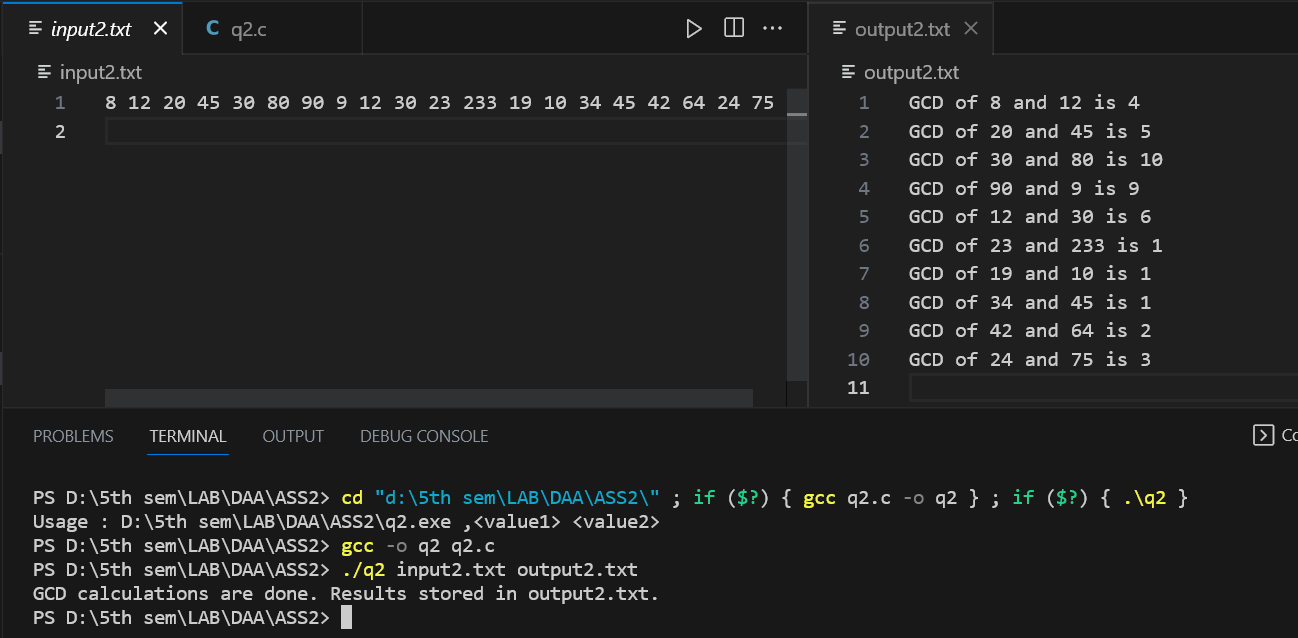 input2.txt
C q2.c
output2.txt
input2.txt
1 8 12 20 45 30 80 90 9 12 30 23 233 19 10 34 45 42 64 24 75
2
output2.txt
1 GCD of 8 and 12 is 4
2 GCD of 20 and 45 is 5
3 GCD of 30 and 80 is 10
4 GCD of 90 and 9 is 9
5 GCD of 12 and 30 is 6
6 GCD of 23 and 233 is 1
7 GCD of 19 and 10 is 1
8 GCD of 34 and 45 is 1
9 GCD of 42 and 64 is 2
10 GCD of 24 and 75 is 3
11
PROBLEMS TERMINAL OUTPUT DEBUG CONSOLE
PS D:\5th sem\LAB\DAA\ASS2> cd "d:\5th sem\LAB\DAA\ASS2\" ; if ($?) { gcc q2.c -o q2 } ; if ($?) { .\q2 }
Usage : D:\5th sem\LAB\DAA\ASS2\q2.exe ,<value1> <value2>
PS D:\5th sem\LAB\DAA\ASS2> gcc -o q2 q2.c
PS D:\5th sem\LAB\DAA\ASS2> ./q2 input2.txt output2.txt
GCD calculations are done. Results stored in output2.txt.
PS D:\5th sem\LAB\DAA\ASS2>